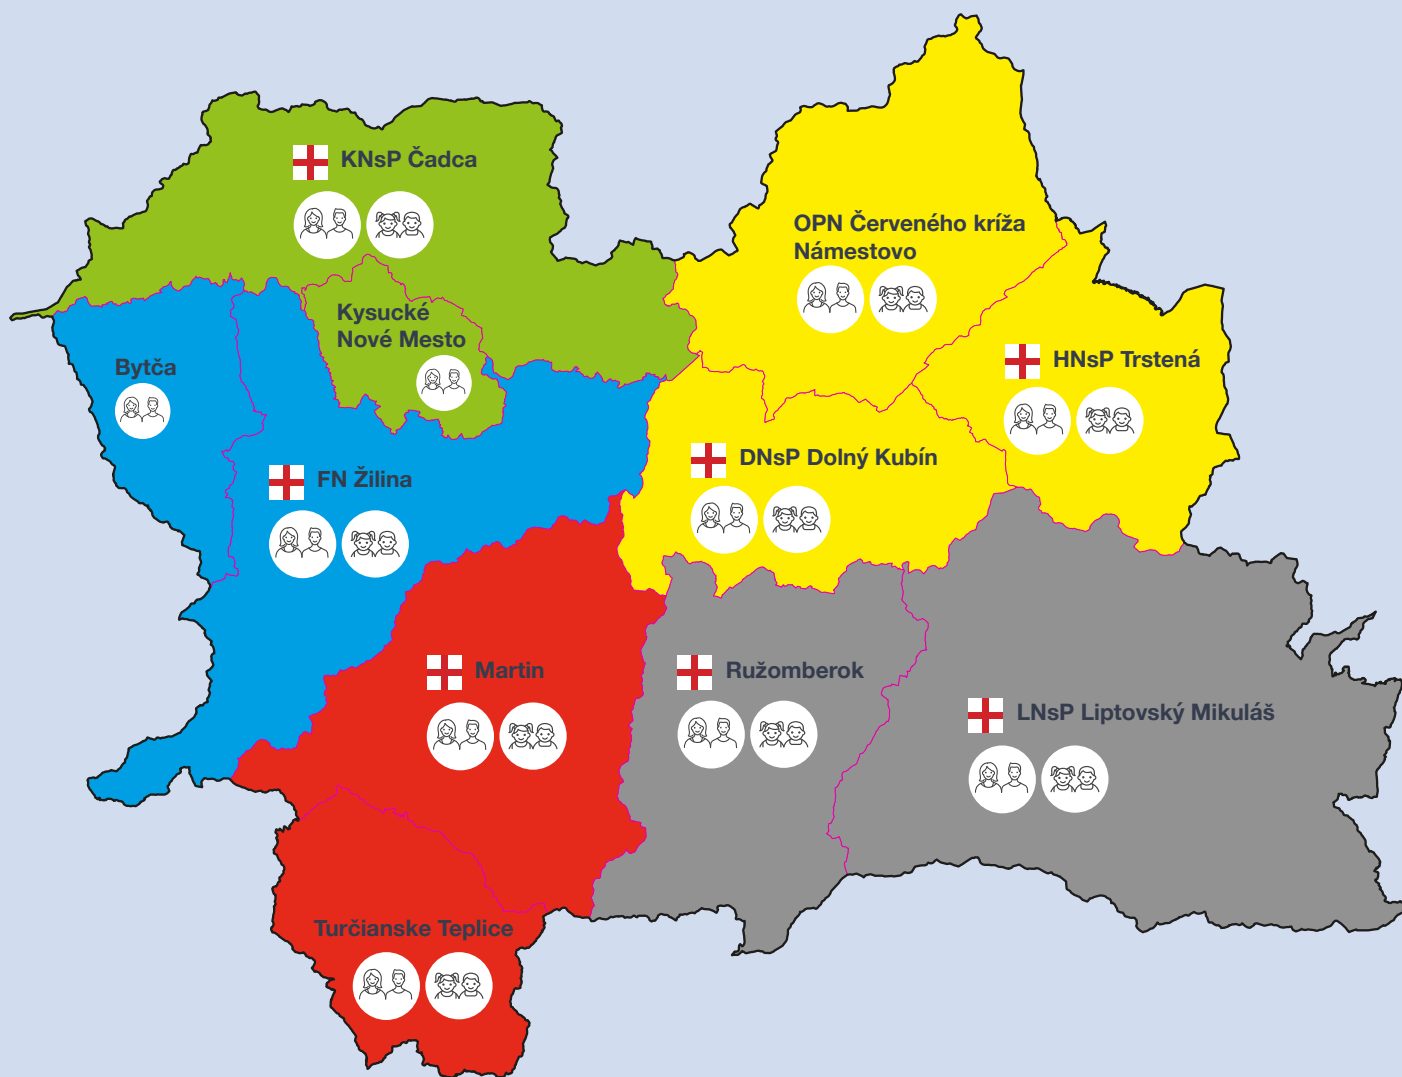 KNsP Čadca
OPN Červeného kríža
Námestovo
Kysucké
Nové Mesto
Bytča
HNsP Trstená
DNsP Dolný Kubín
FN Žilina
Martin
Ružomberok
LNsP Liptovský Mikuláš
Turčianske Teplice